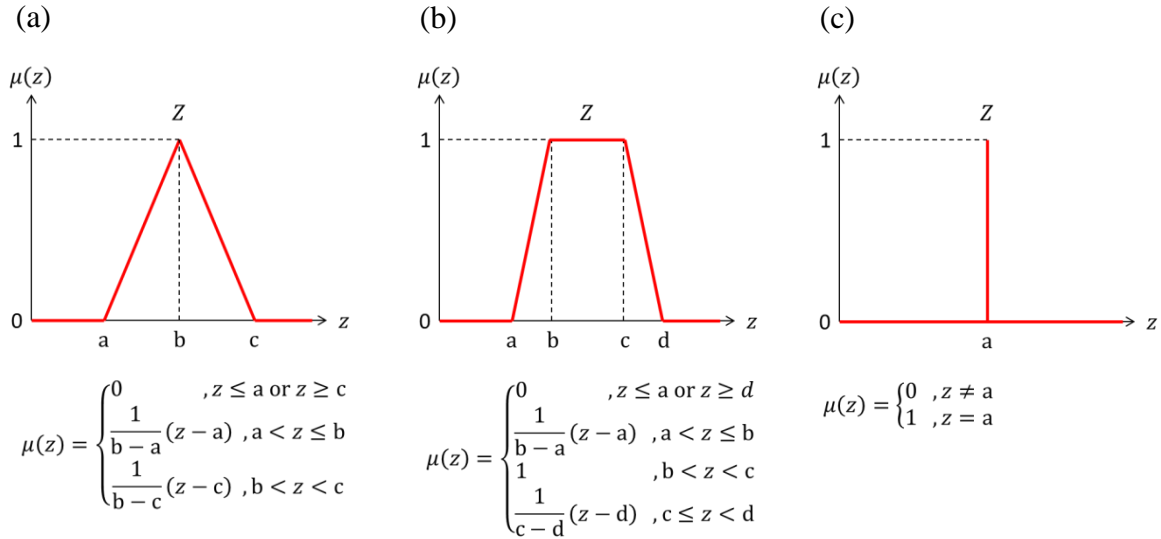 (a) (b) (c)
μ(z) μ(z) μ(z)
Z Z Z
1 1 1
0 z 0 z 0 z
a b c a b c d a
μ(z) = {0 , z ≤ a or z ≥ c
1/(b − a) (z − a) , a < z ≤ b
1/(b − c) (z − c) , b < z < c
μ(z) = {0 , z ≤ a or z ≥ d
1/(b − a) (z − a) , a < z ≤ b
1 , b < z < c
1/(c − d) (z − d) , c ≤ z < d
μ(z) = {0 , z ≠ a
1 , z = a